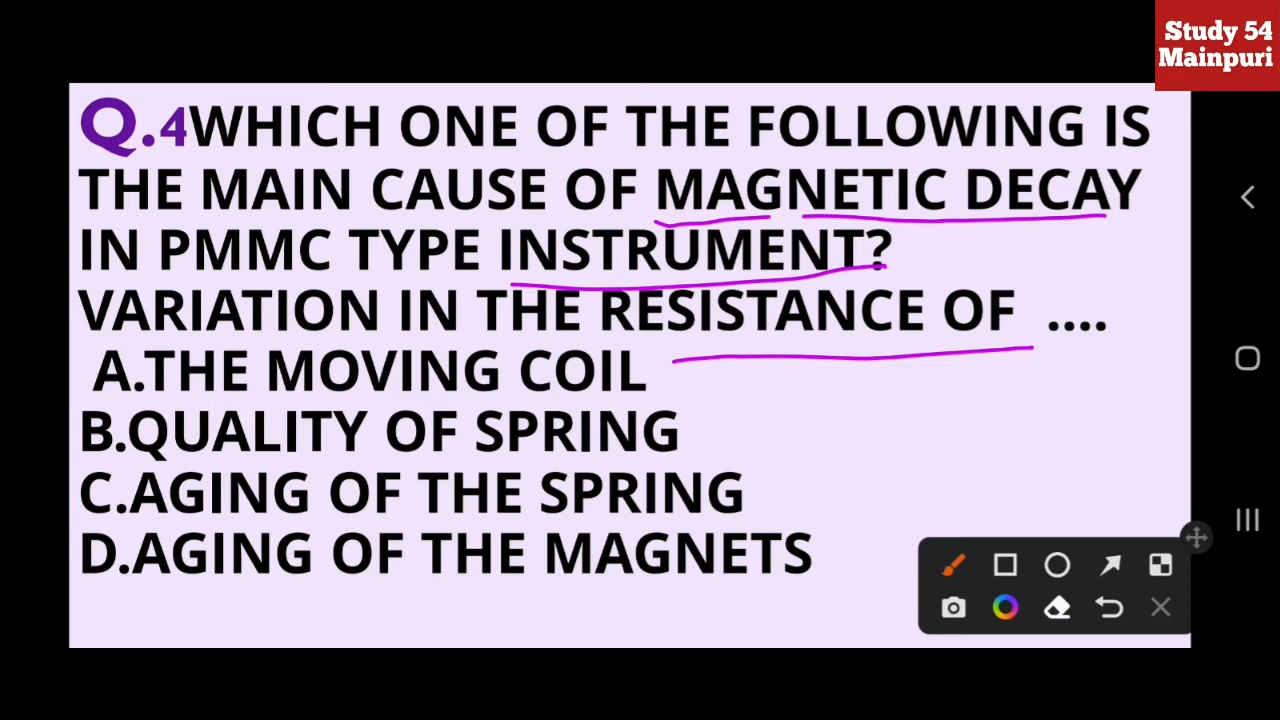 Study 54
Mainpuri
Q.4WHICH ONE OF THE FOLLOWING IS
THE MAIN CAUSE OF MAGNETIC DECAY
IN PMMC TYPE INSTRUMENT?
VARIATION IN THE RESISTANCE OF ....
A.THE MOVING COIL
B.QUALITY OF SPRING
C.AGING OF THE SPRING
D.AGING OF THE MAGNETS